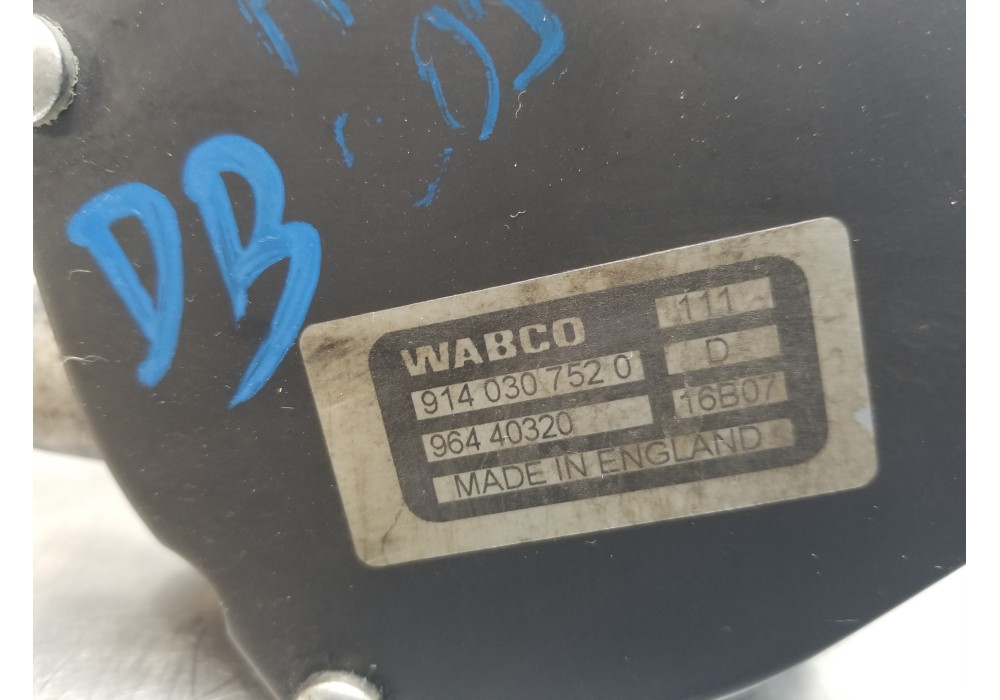 DB
WABCO
111
914 030 752 0
D
964 40320
16B07
MADE IN ENGLAND